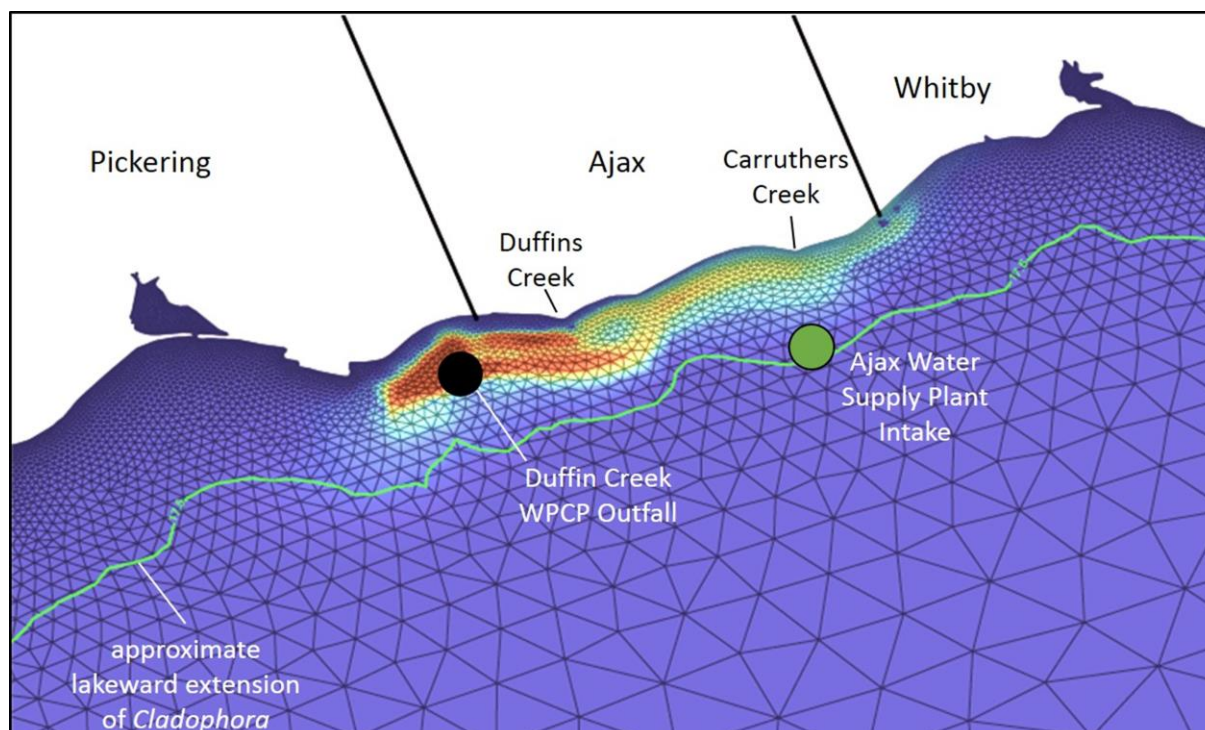 Whitby
Pickering
Ajax
Carruthers
Creek
Duffins
Creek
Ajax Water
Supply Plant
Intake
Duffin Creek
WPCP Outfall
approximate
lakeward extension
of Cladophora